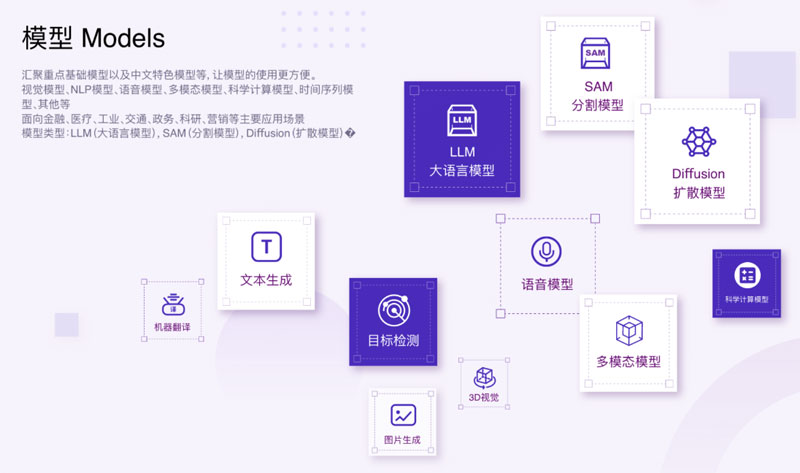 模型 Models
汇聚重点基础模型以及中文特色模型等, 让模型的使用更方便。
视觉模型、NLP模型、语音模型、多模态模型、科学计算模型、时间序列模
型、其他等
面向金融、医疗、工业、交通、政务、科研、营销等主要应用场景
模型类型：LLM（大语言模型）, SAM（分割模型）, Diffusion（扩散模型）�
SAM
SAM
分割模型
LLM
LLM
大语言模型
Diffusion
扩散模型
T
文本生成
语音模型
科学计算模型
译
机器翻译
目标检测
多模态模型
3D视觉
图片生成